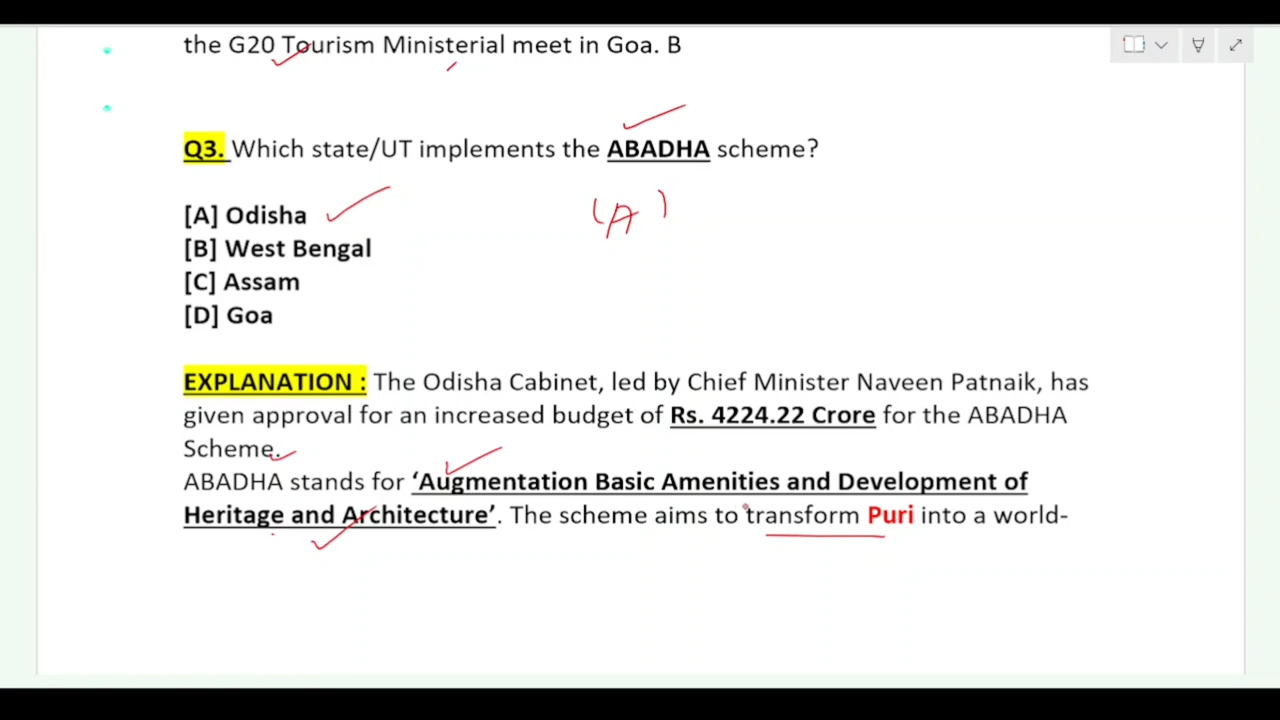 the G20 Tourism Ministerial meet in Goa. B
Q3. Which state/UT implements the ABADHA scheme?
[A] Odisha
(A)
[B] West Bengal
[C] Assam
[D] Goa
EXPLANATION : The Odisha Cabinet, led by Chief Minister Naveen Patnaik, has
given approval for an increased budget of Rs. 4224.22 Crore for the ABADHA
Scheme.
ABADHA stands for ‘Augmentation Basic Amenities and Development of
Heritage and Architecture’. The scheme aims to transform Puri into a world-